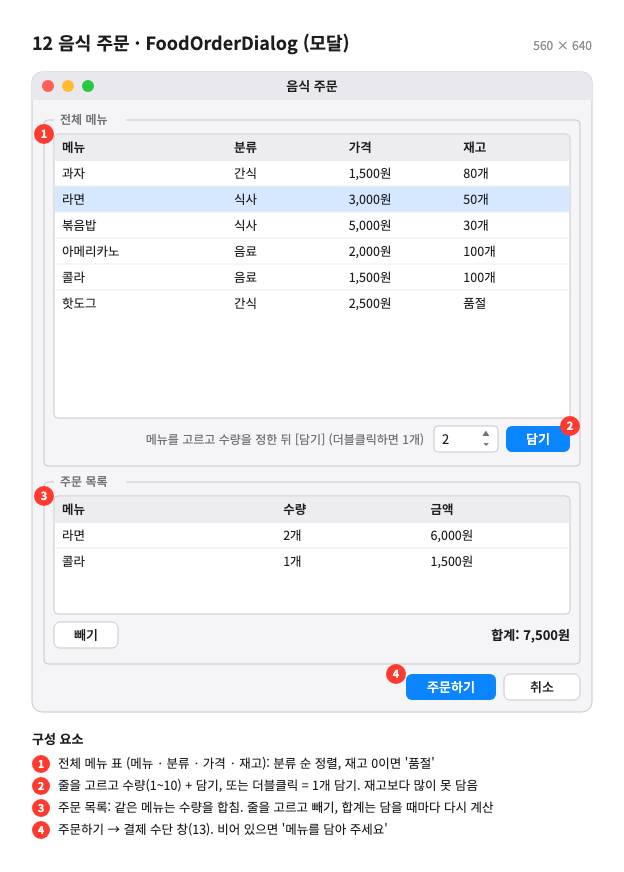 12 음식 주문 · FoodOrderDialog (모달)
560 × 640
음식 주문
전체 메뉴
1
메뉴 분류 가격 재고
과자 간식 1,500원 80개
라면 식사 3,000원 50개
볶음밥 식사 5,000원 30개
아메리카노 음료 2,000원 100개
콜라 음료 1,500원 100개
핫도그 간식 2,500원 품절
2
메뉴를 고르고 수량을 정한 뒤 [담기] (더블클릭하면 1개) 2 담기
주문 목록
3
메뉴 수량 금액
라면 2개 6,000원
콜라 1개 1,500원
빼기 합계: 7,500원
4
주문하기 취소
구성 요소
1 전체 메뉴 표 (메뉴 · 분류 · 가격 · 재고): 분류 순 정렬, 재고 0이면 '품절'
2 줄을 고르고 수량(1~10) + 담기, 또는 더블클릭 = 1개 담기. 재고보다 많이 못 담음
3 주문 목록: 같은 메뉴는 수량을 합침. 줄을 고르고 빼기, 합계는 담을 때마다 다시 계산
4 주문하기 → 결제 수단 창(13). 비어 있으면 '메뉴를 담아 주세요'